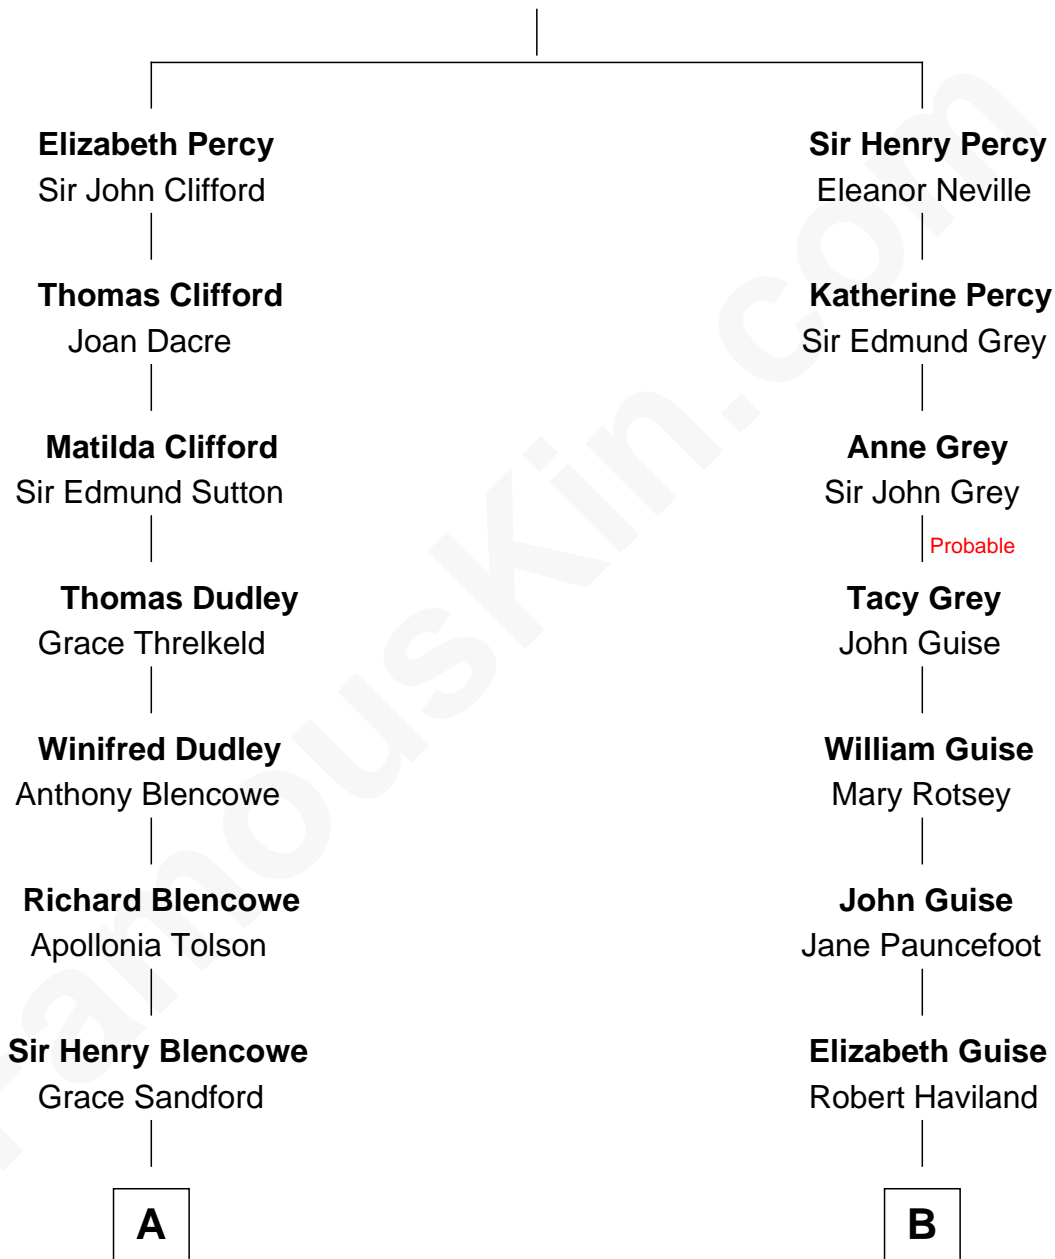 Elizabeth Percy
Sir John Clifford
Thomas Clifford
Joan Dacre
Matilda Clifford
Sir Edmund Sutton
Thomas Dudley
Grace Threlkeld
Winifred Dudley
Anthony Blencowe
Richard Blencowe
Apollonia Tolson
Sir Henry Blencowe
Grace Sandford
A
Sir Henry Percy
Eleanor Neville
Katherine Percy
Sir Edmund Grey
Anne Grey
Sir John Grey
Probable
Tacy Grey
John Guise
William Guise
Mary Rotsey
John Guise
Jane Pauncefoot
Elizabeth Guise
Robert Haviland
B
FamousKin.com